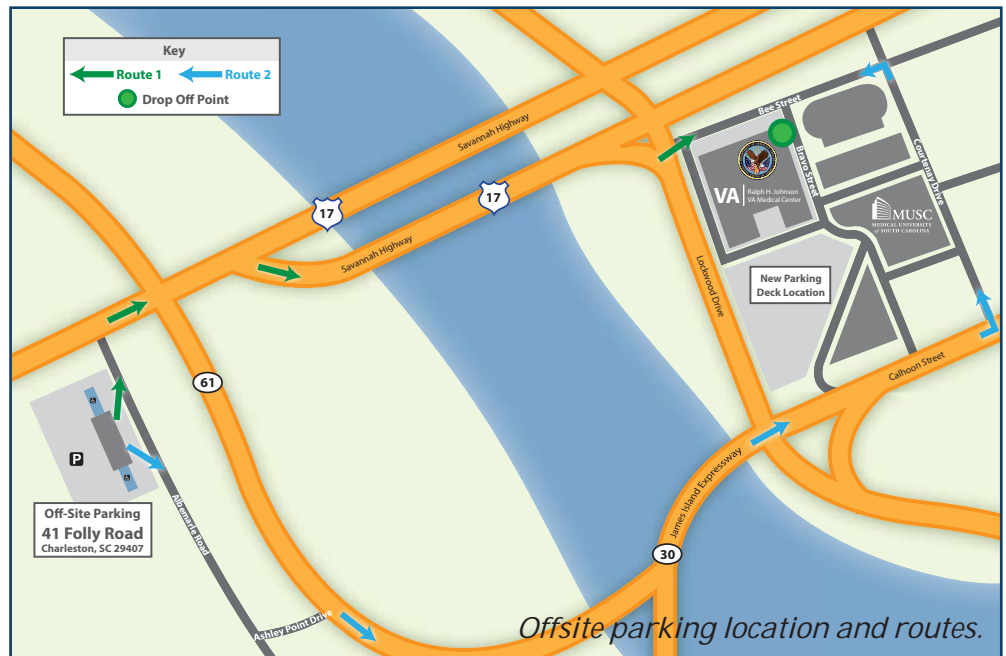 Key
Route 1
Route 2
Drop Off Point
Savannah Highway
17
17
Savannah Highway
Savannah Highway
Bee Street
Bravo Street
Courtenay Drive
VA
Ralph H. Johnson
VA Medical Center
MUSC
MEDICAL UNIVERSITY
of SOUTH CAROLINA
New Parking
Deck Location
Lockwood Drive
Calhoon Street
61
P
Off-Site Parking
41 Folly Road
Charleston, SC 29407
Albemarle Road
Ashley Point Drive
James Island Expressway
30
Offsite parking location and routes.